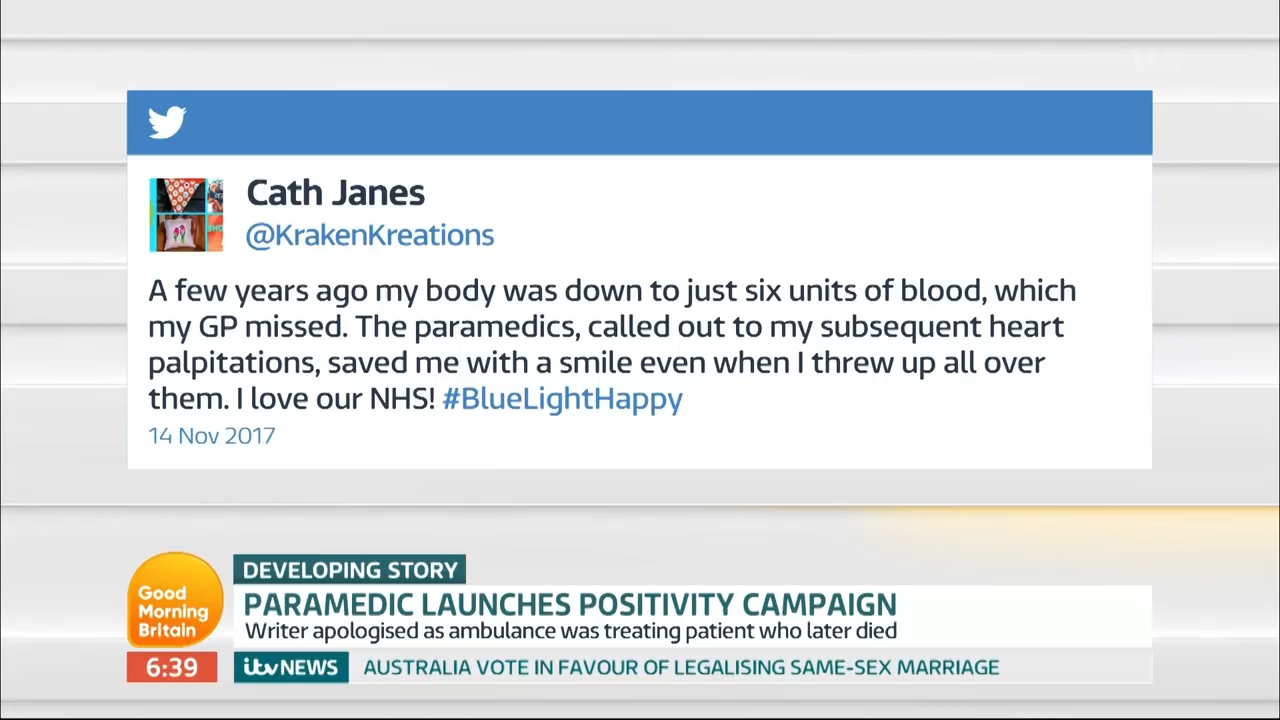 Cath Janes
@KrakenKreations
A few years ago my body was down to just six units of blood, which
my GP missed. The paramedics, called out to my subsequent heart
palpitations, saved me with a smile even when I threw up all over
them. I love our NHS! #BlueLightHappy
14 Nov 2017
DEVELOPING STORY
Good
Morning
Britain
PARAMEDIC LAUNCHES POSITIVITY CAMPAIGN
Writer apologised as ambulance was treating patient who later died
6:39
itv NEWS
AUSTRALIA VOTE IN FAVOUR OF LEGALISING SAME-SEX MARRIAGE